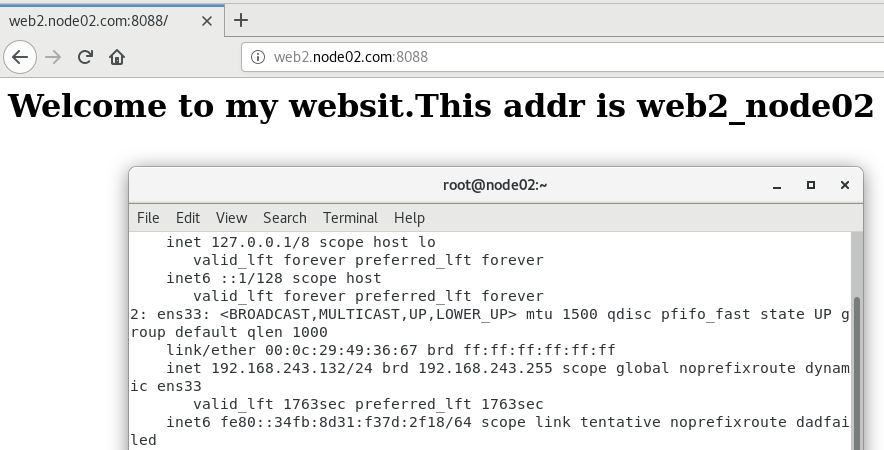 web2.node02.com:8088/
web2.node02.com:8088
Welcome to my websit.This addr is web2_node02
root@node02:~
File Edit View Search Terminal Help
inet 127.0.0.1/8 scope host lo
valid_lft forever preferred_lft forever
inet6 ::1/128 scope host
valid_lft forever preferred_lft forever
2: ens33: <BROADCAST,MULTICAST,UP,LOWER_UP> mtu 1500 qdisc pfifo_fast state UP g
roup default qlen 1000
link/ether 00:0c:29:49:36:67 brd ff:ff:ff:ff:ff:ff
inet 192.168.243.132/24 brd 192.168.243.255 scope global noprefixroute dynam
ic ens33
valid_lft 1763sec preferred_lft 1763sec
inet6 fe80::34fb:8d31:f37d:2f18/64 scope link tentative noprefixroute dadfai
led